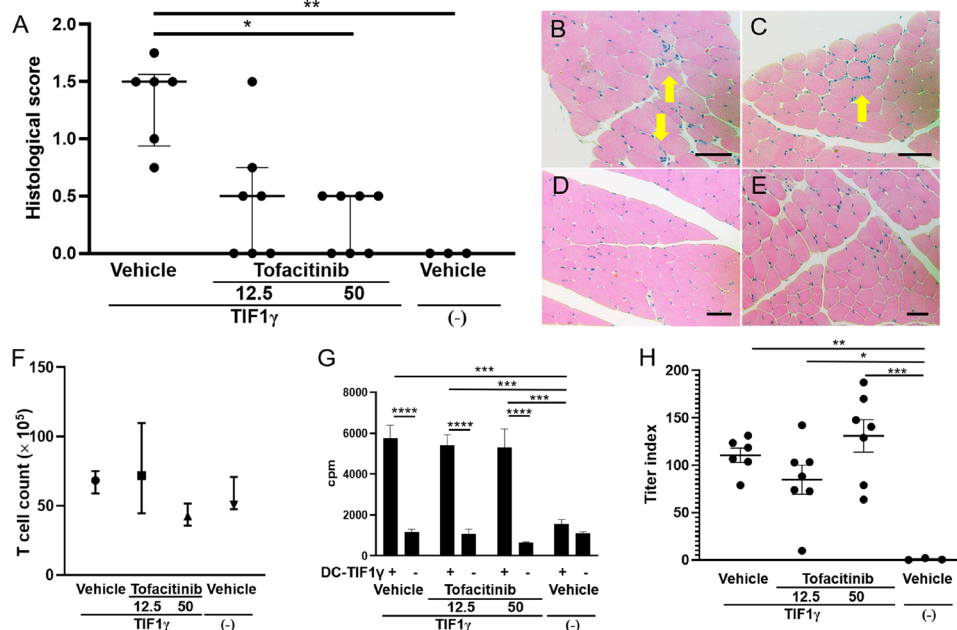 A
**
*
Histological score
2.0
1.5
1.0
0.5
0.0
Vehicle Tofacitinib Vehicle
12.5 50
TIF1γ (-)
B
C
D
E
F
T cell count (× 10⁵)
150
100
50
0
Vehicle Tofacitinib Vehicle
12.5 50
TIF1γ (-)
G
***
***
***
**** **** ****
cpm
8000
6000
4000
2000
0
DC-TIF1γ + - + - + - + -
Vehicle Tofacitinib Vehicle
12.5 50
TIF1γ (-)
H
**
*
***
Titer index
200
150
100
50
0
Vehicle Tofacitinib Vehicle
12.5 50
TIF1γ (-)